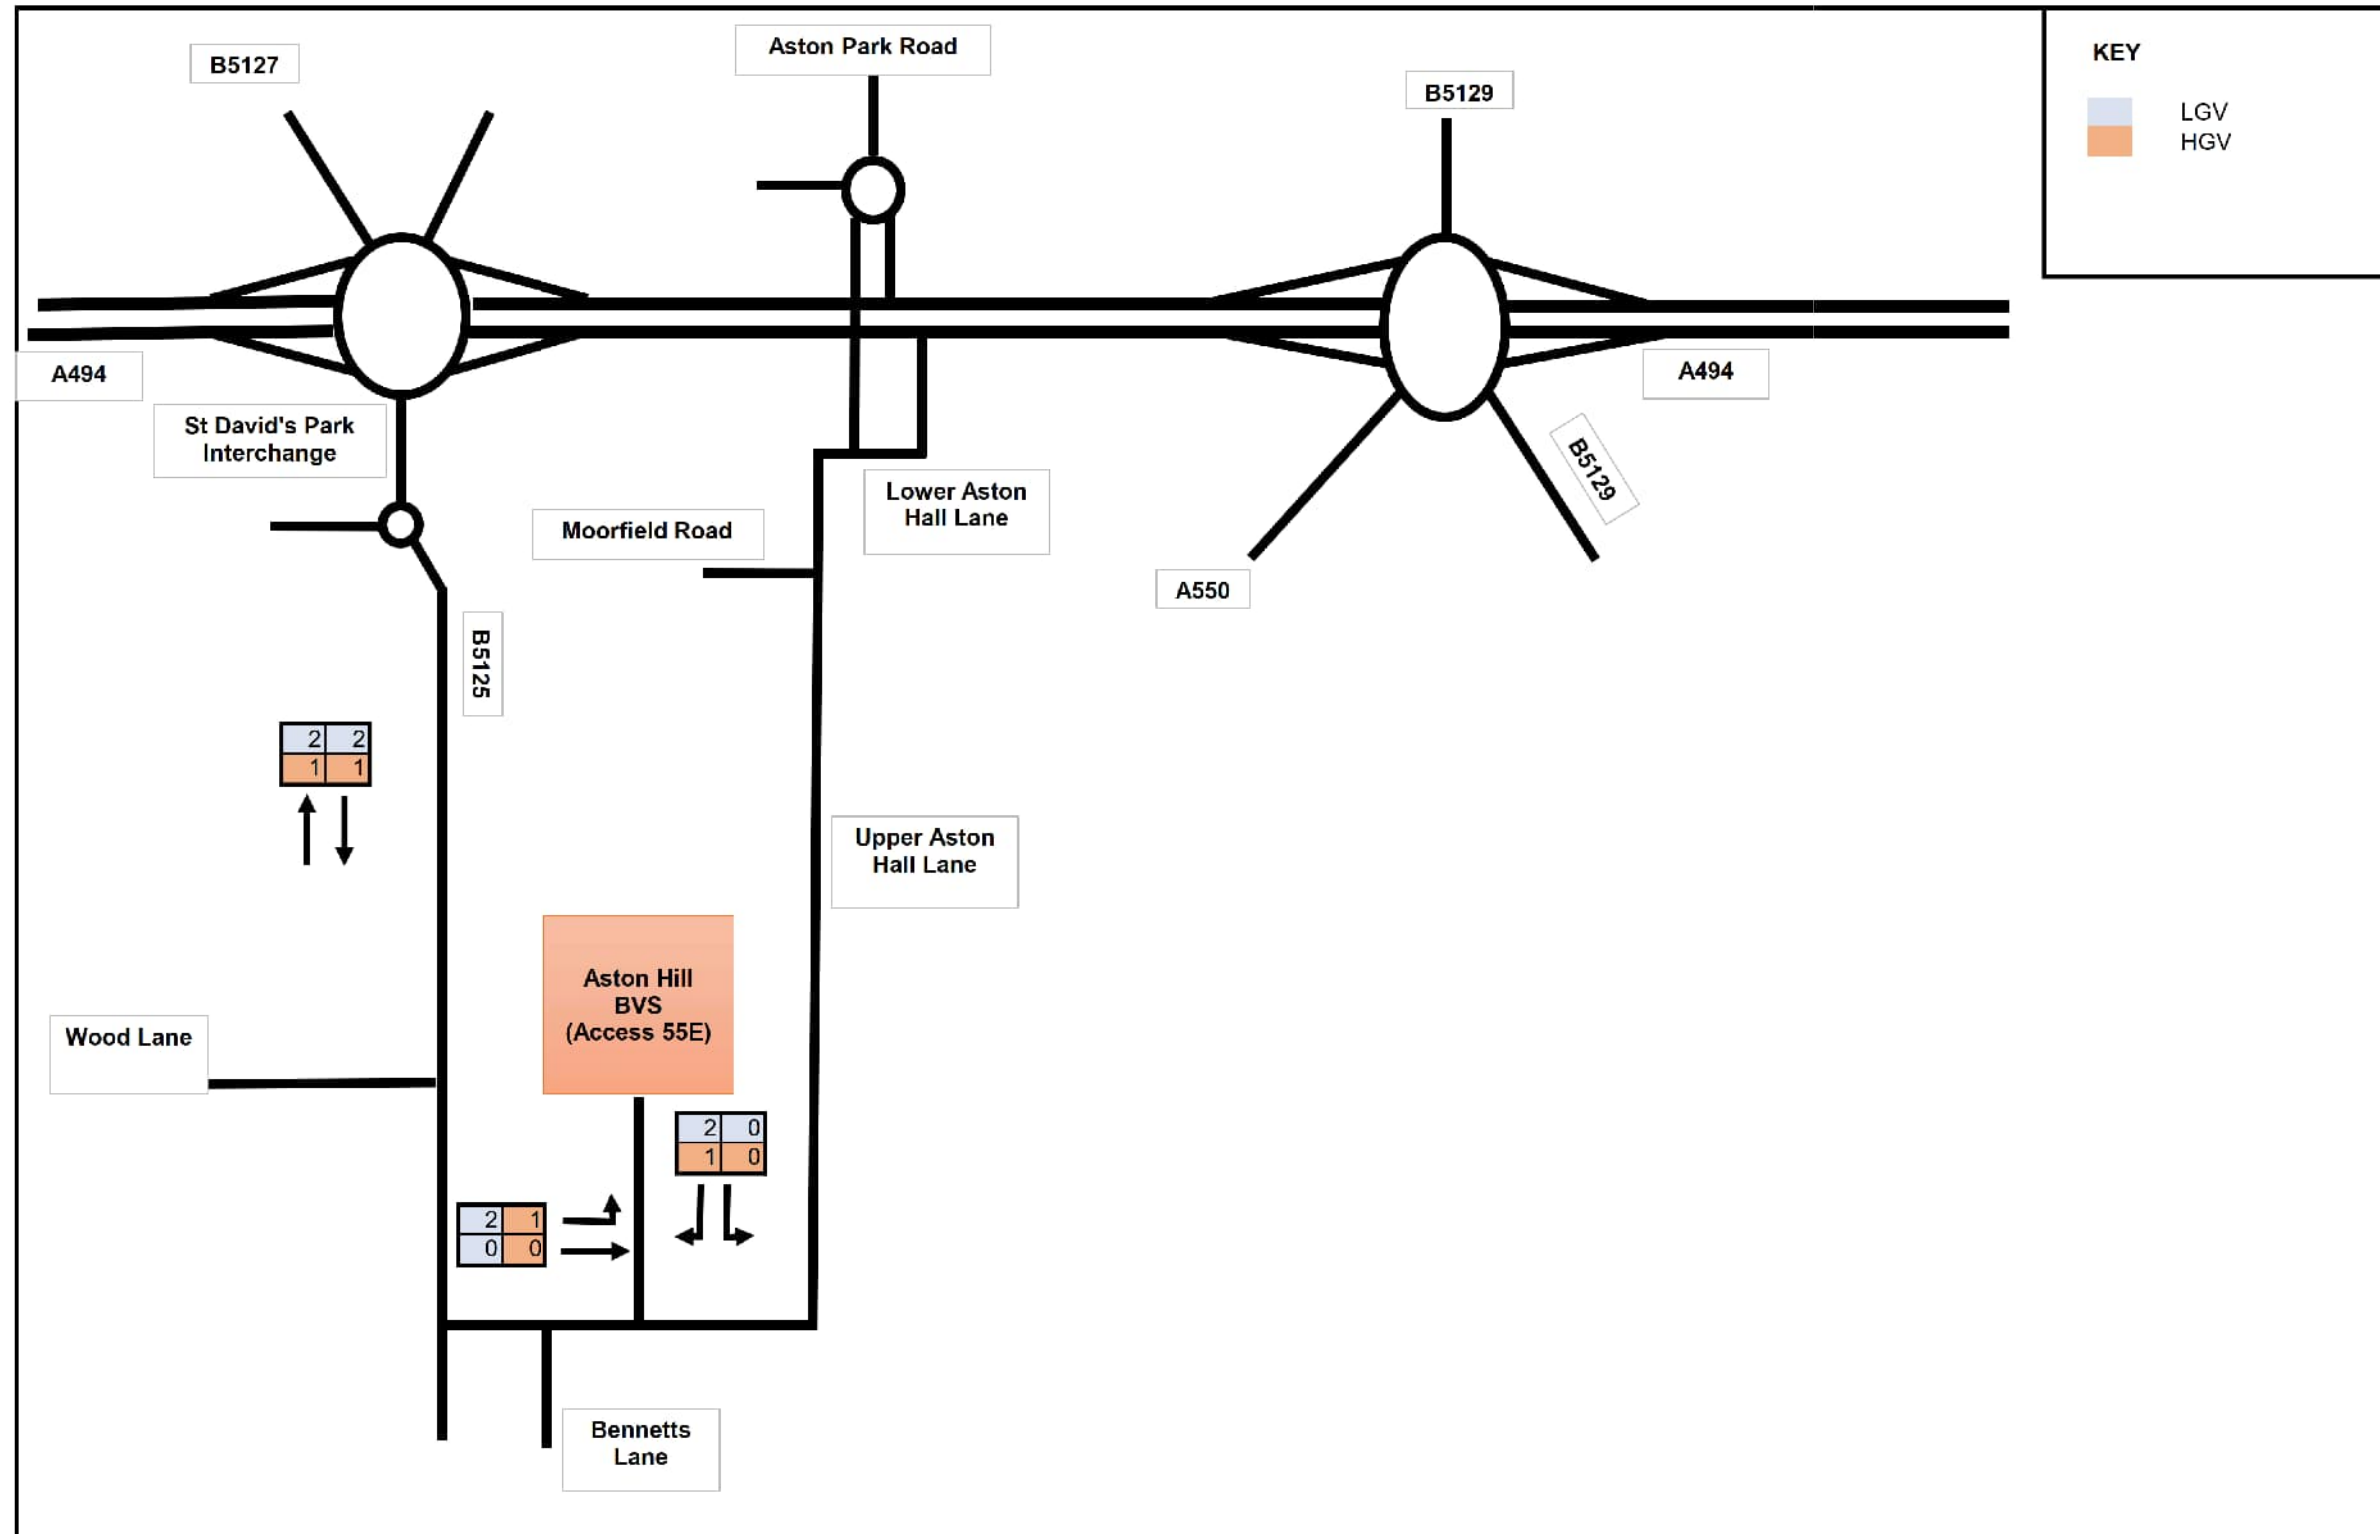 Aston Park Road
B5127
KEY
B5129
LGV
HGV
A494
A494
St David's Park
Interchange
Lower Aston
Hall Lane
B5129
Moorfield Road
A550
B5125
2 2
1 1
Upper Aston
Hall Lane
Aston Hill
BVS
(Access 55E)
Wood Lane
2 0
1 0
2 1
0 0
Bennetts
Lane